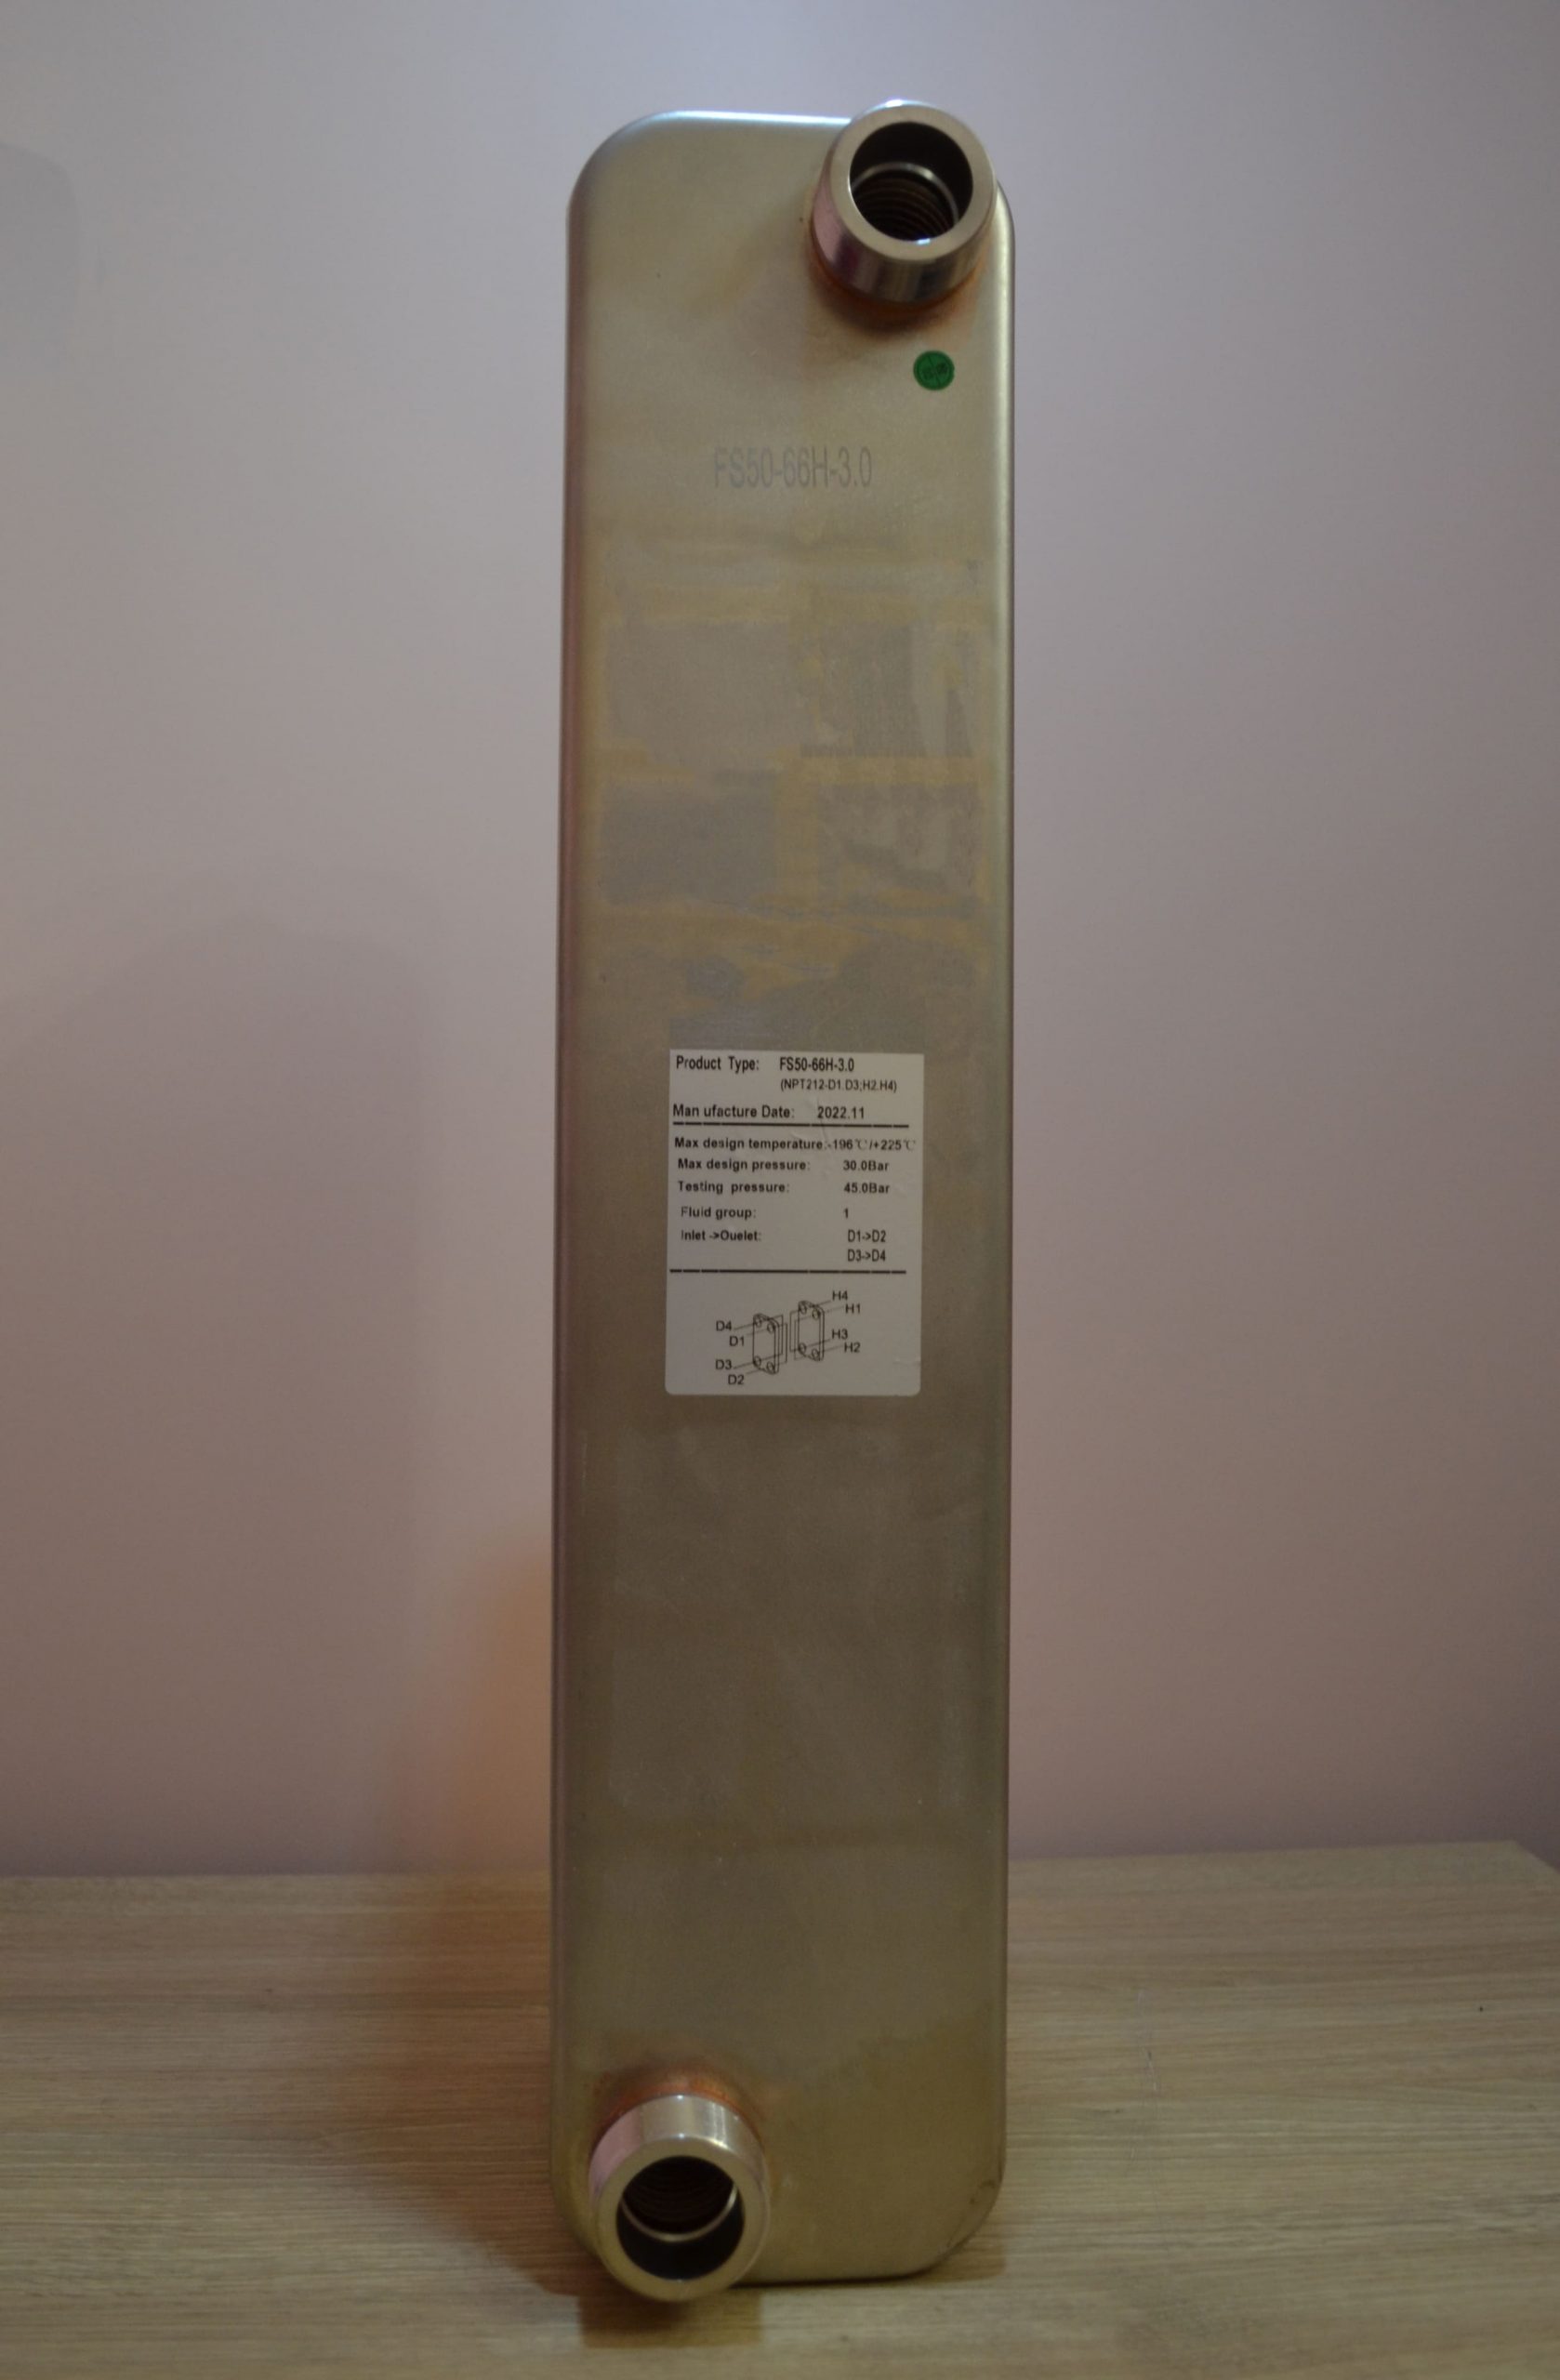 FS50-66H-3.0
Product Type: FS50-66H-3.0
(NPT212-D1.D3;H2.H4)
Man ufacture Date: 2022.11
Max design temperature:-196℃/+225℃
Max design pressure: 30.0Bar
Testing pressure: 45.0Bar
Fluid group: 1
Inlet ->Ouelet: D1->D2
D3->D4
H4
H1
D4
D1
H3
H2
D3
D2